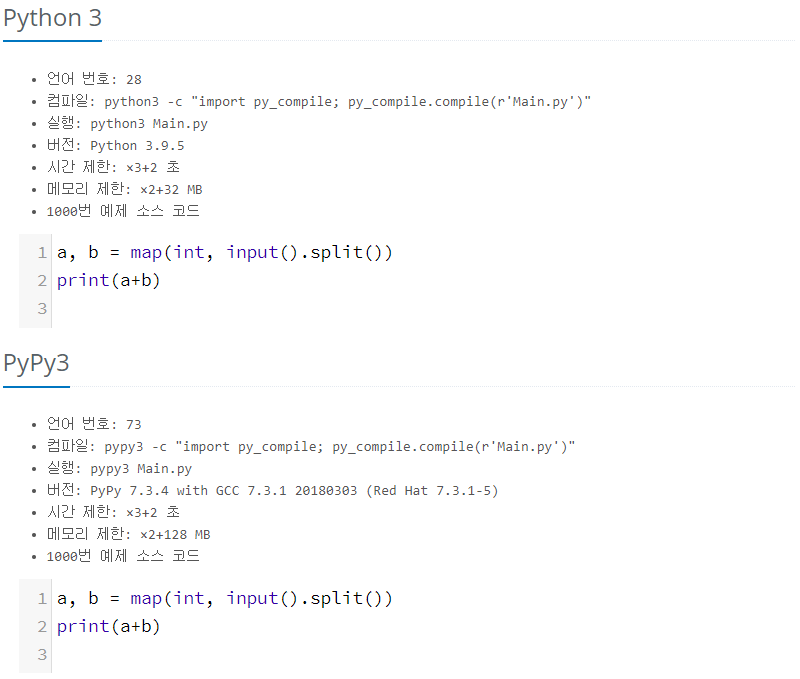 Python 3
언어 번호: 28
컴파일: python3 -c "import py_compile; py_compile.compile(r'Main.py')"
실행: python3 Main.py
버전: Python 3.9.5
시간 제한: ×3+2 초
메모리 제한: ×2+32 MB
1000번 예제 소스 코드
1 a, b = map(int, input().split())
2 print(a+b)
3
PyPy3
언어 번호: 73
컴파일: pypy3 -c "import py_compile; py_compile.compile(r'Main.py')"
실행: pypy3 Main.py
버전: PyPy 7.3.4 with GCC 7.3.1 20180303 (Red Hat 7.3.1-5)
시간 제한: ×3+2 초
메모리 제한: ×2+128 MB
1000번 예제 소스 코드
1 a, b = map(int, input().split())
2 print(a+b)
3